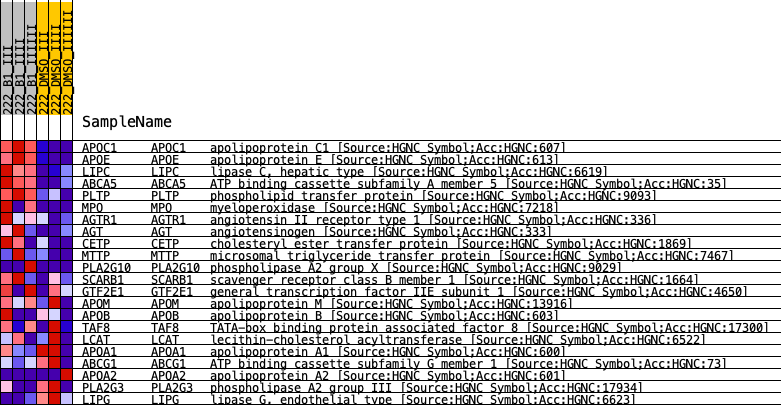 222_B1_III
222_B1_IIII
222_B1_IIIIII
222_DMSO_III
222_DMSO_IIII
222_DMSO_IIIIII
SampleName
APOC1 APOC1 apolipoprotein C1 [Source:HGNC Symbol;Acc:HGNC:607]
APOE APOE apolipoprotein E [Source:HGNC Symbol;Acc:HGNC:613]
LIPC LIPC lipase C, hepatic type [Source:HGNC Symbol;Acc:HGNC:6619]
ABCA5 ABCA5 ATP binding cassette subfamily A member 5 [Source:HGNC Symbol;Acc:HGNC:35]
PLTP PLTP phospholipid transfer protein [Source:HGNC Symbol;Acc:HGNC:9093]
MPO MPO myeloperoxidase [Source:HGNC Symbol;Acc:HGNC:7218]
AGTR1 AGTR1 angiotensin II receptor type 1 [Source:HGNC Symbol;Acc:HGNC:336]
AGT AGT angiotensinogen [Source:HGNC Symbol;Acc:HGNC:333]
CETP CETP cholesteryl ester transfer protein [Source:HGNC Symbol;Acc:HGNC:1869]
MTTP MTTP microsomal triglyceride transfer protein [Source:HGNC Symbol;Acc:HGNC:7467]
PLA2G10 PLA2G10 phospholipase A2 group X [Source:HGNC Symbol;Acc:HGNC:9029]
SCARB1 SCARB1 scavenger receptor class B member 1 [Source:HGNC Symbol;Acc:HGNC:1664]
GTF2E1 GTF2E1 general transcription factor IIE subunit 1 [Source:HGNC Symbol;Acc:HGNC:4650]
APOM APOM apolipoprotein M [Source:HGNC Symbol;Acc:HGNC:13916]
APOB APOB apolipoprotein B [Source:HGNC Symbol;Acc:HGNC:603]
TAF8 TAF8 TATA-box binding protein associated factor 8 [Source:HGNC Symbol;Acc:HGNC:17300]
LCAT LCAT lecithin-cholesterol acyltransferase [Source:HGNC Symbol;Acc:HGNC:6522]
APOA1 APOA1 apolipoprotein A1 [Source:HGNC Symbol;Acc:HGNC:600]
ABCG1 ABCG1 ATP binding cassette subfamily G member 1 [Source:HGNC Symbol;Acc:HGNC:73]
APOA2 APOA2 apolipoprotein A2 [Source:HGNC Symbol;Acc:HGNC:601]
PLA2G3 PLA2G3 phospholipase A2 group III [Source:HGNC Symbol;Acc:HGNC:17934]
LIPG LIPG lipase G, endothelial type [Source:HGNC Symbol;Acc:HGNC:6623]